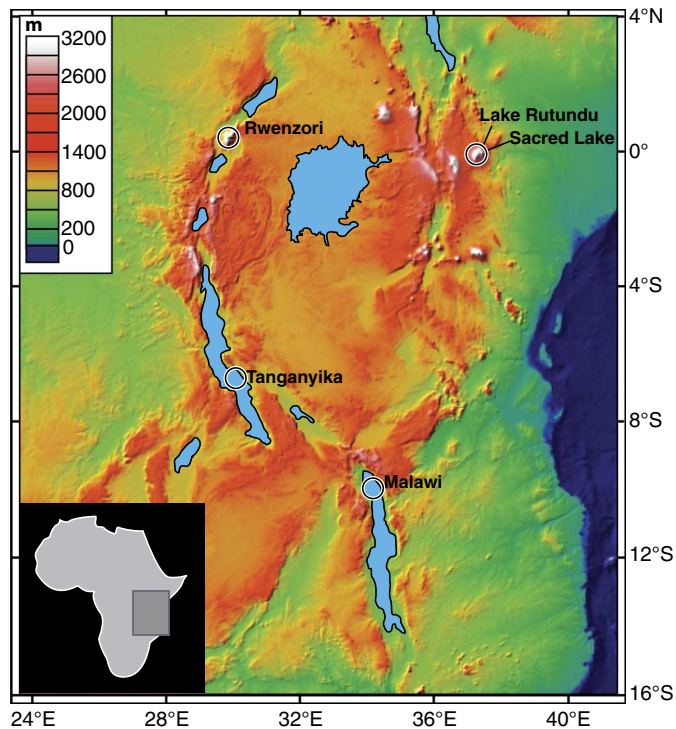 4°N
m
3200
2600
2000
1400
800
200
0
Lake Rutundu
Sacred Lake
Rwenzori
0°
4°S
Tanganyika
8°S
Malawi
12°S
16°S
24°E
28°E
32°E
36°E
40°E